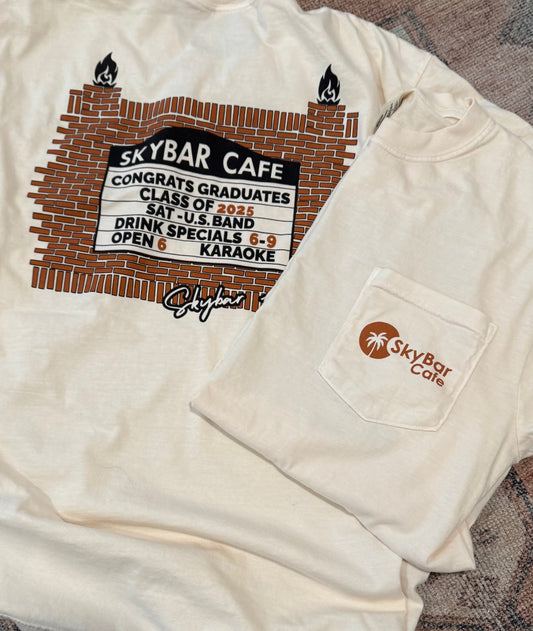 SKYBAR CAFE
CONGRATS GRADUATES
CLASS OF 2025
SAT-U.S. BAND
DRINK SPECIALS 6-9
OPEN 6 KARAOKE
Skybar
SkyBar
Cafe